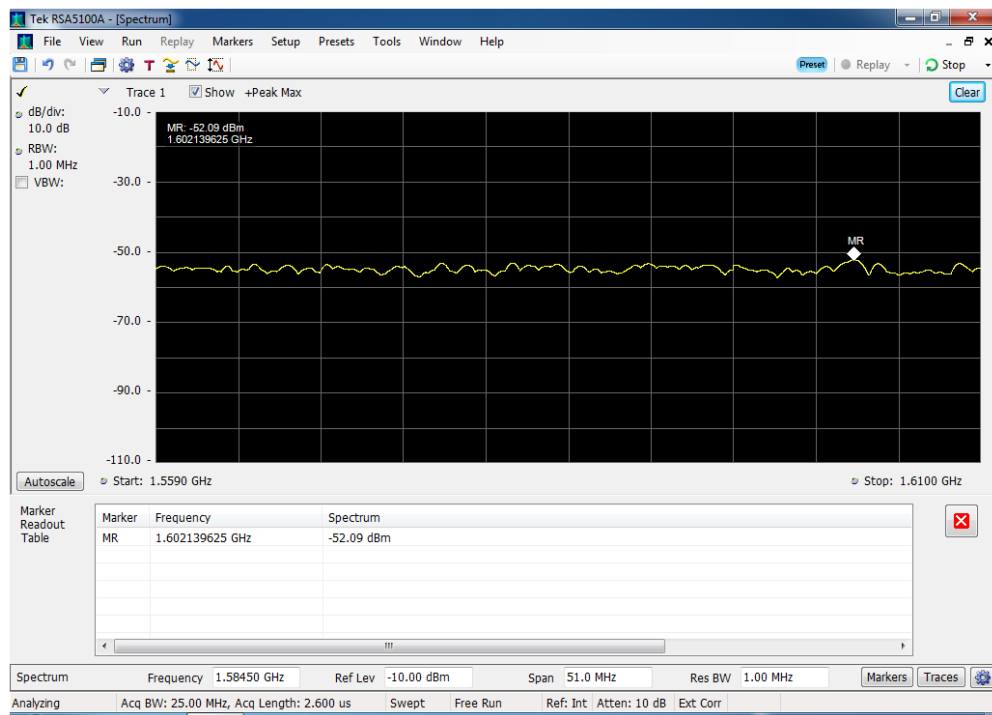 Tek RSA5100A - [Spectrum]
File View Run Replay Markers Setup Presets Tools Window Help
T Preset Replay Stop
Trace 1 Show +Peak Max Clear
dB/div:
10.0 dB
RBW:
1.00 MHz
VBW:
-10.0
-30.0
-50.0
-70.0
-90.0
-110.0
MR: -52.09 dBm
1.602139625 GHz
MR
Autoscale Start: 1.5590 GHz Stop: 1.6100 GHz
Marker
Readout
Table
Marker Frequency Spectrum
MR 1.602139625 GHz -52.09 dBm
Spectrum Frequency 1.58450 GHz Ref Lev -10.00 dBm Span 51.0 MHz Res BW 1.00 MHz Markers Traces
Analyzing Acq BW: 25.00 MHz, Acq Length: 2.600 us Swept Free Run Ref: Int Atten: 10 dB Ext Corr